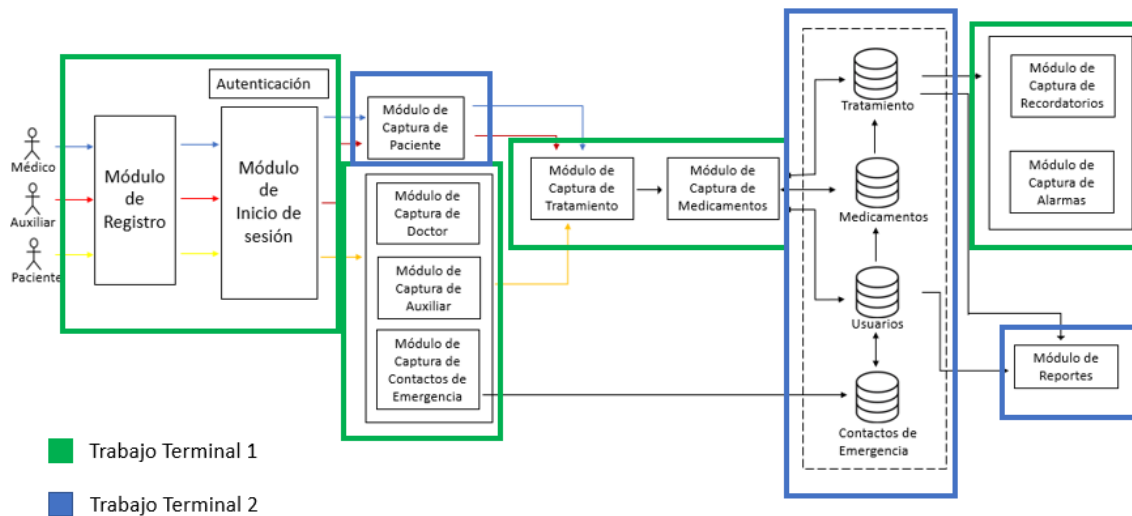 Médico
Auxiliar
Paciente
Módulo
de
Registro
Autenticación
Módulo
de
Inicio de
sesión
Módulo de
Captura de
Paciente
Módulo de
Captura de
Doctor
Módulo de
Captura de
Auxiliar
Módulo de
Captura de
Contactos de
Emergencia
Módulo de
Captura de
Tratamiento
Módulo de
Captura de
Medicamentos
Tratamiento
Medicamentos
Usuarios
Contactos de
Emergencia
Módulo de
Captura de
Recordatorios
Módulo de
Captura de
Alarmas
Módulo de
Reportes
Trabajo Terminal 1
Trabajo Terminal 2